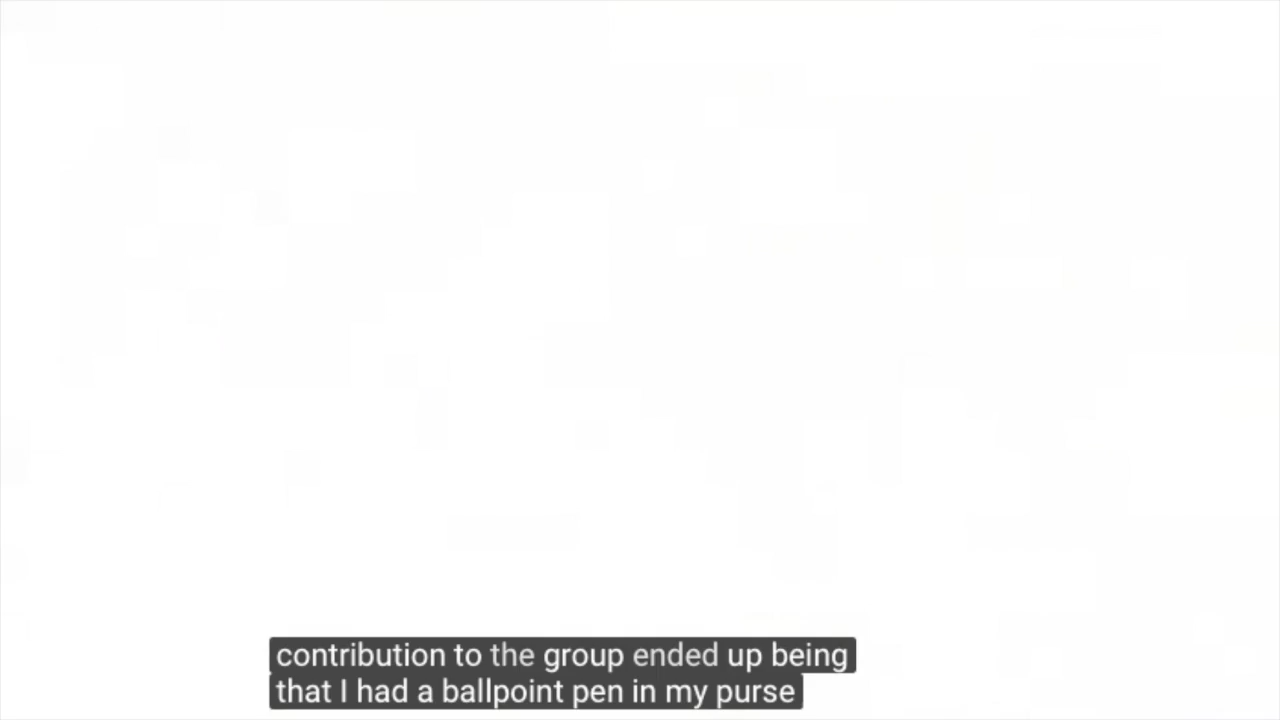 contribution to the group ended up being
that I had a ballpoint pen in my purse